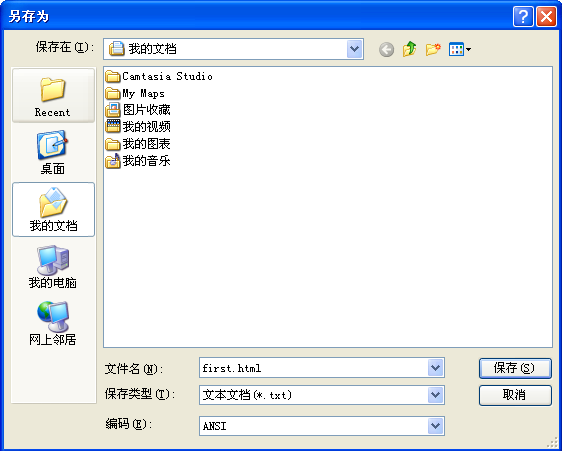 另存为
保存在(I):
我的文档
Recent
桌面
我的文档
我的电脑
网上邻居
Camtasia Studio
My Maps
图片收藏
我的视频
我的图表
我的音乐
文件名(N):
first.html
保存(S)
保存类型(T):
文本文档(*.txt)
取消
编码(E):
ANSI